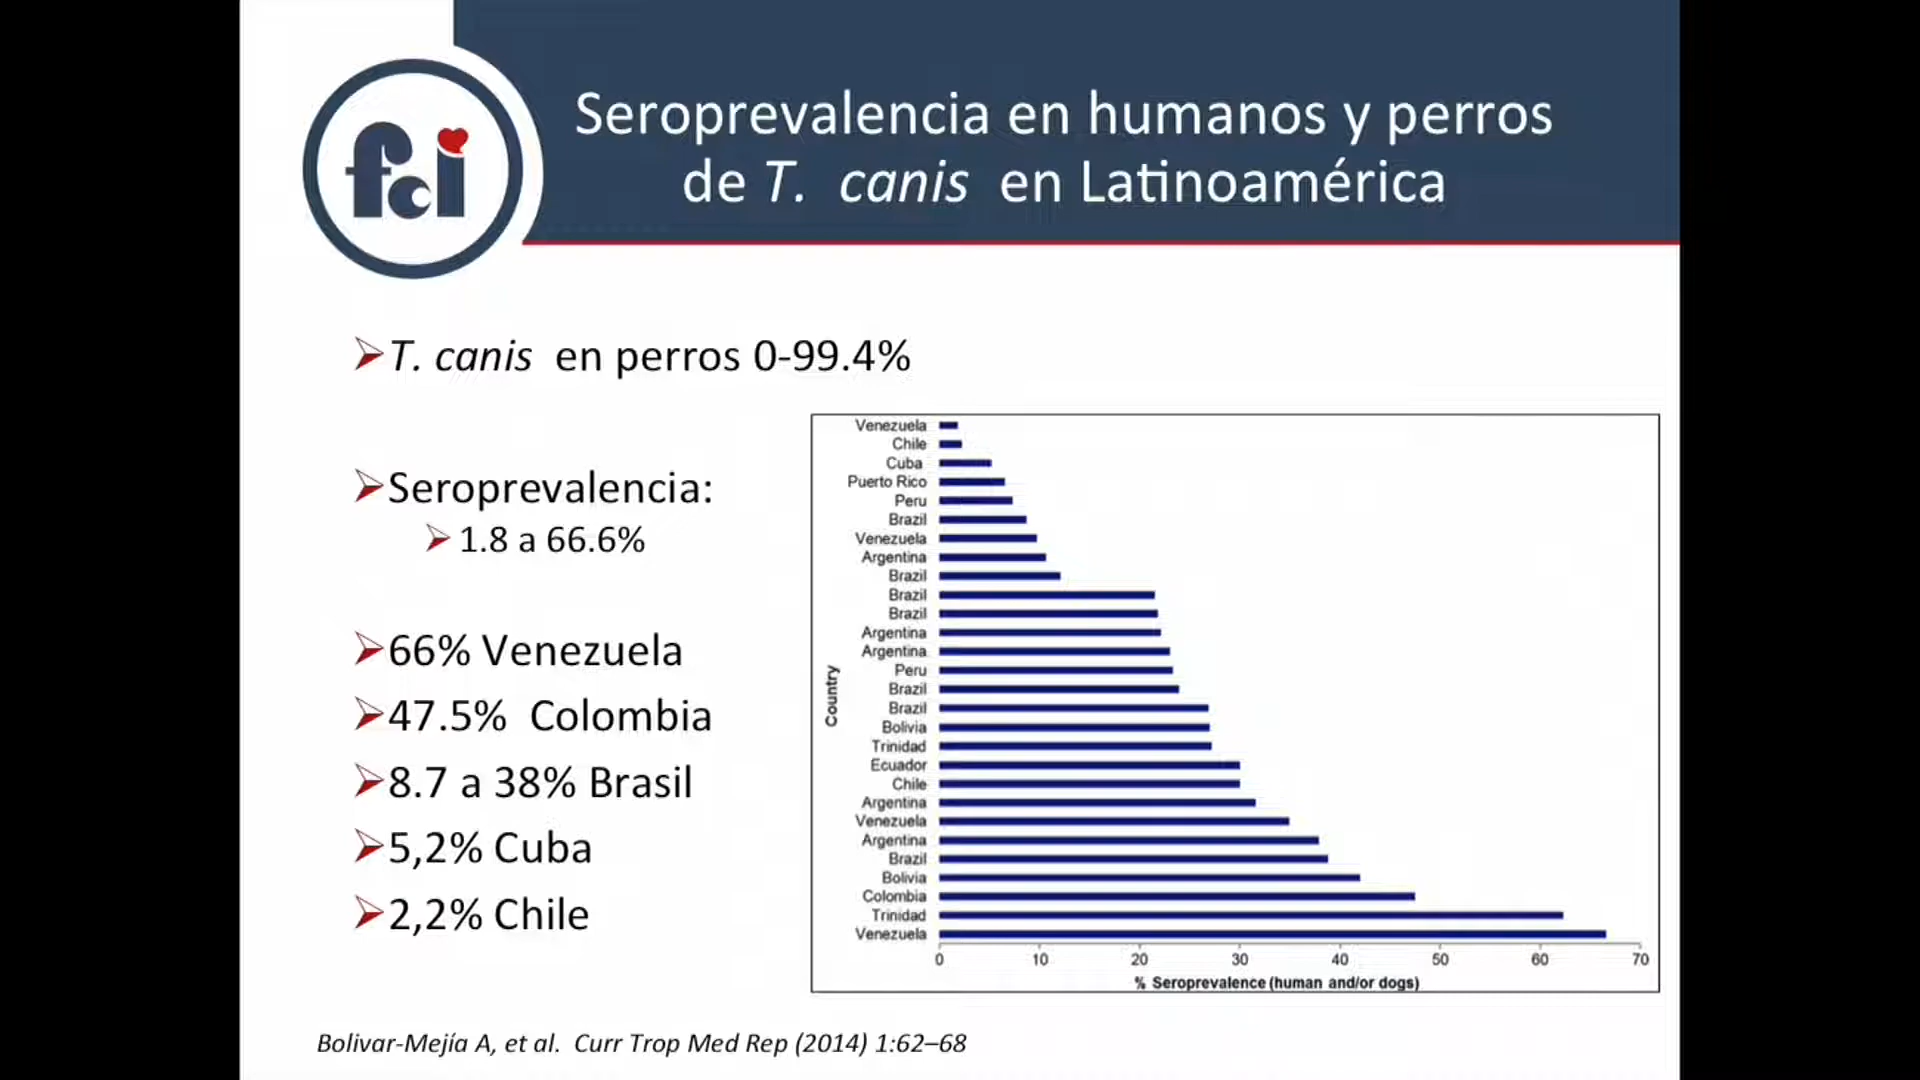 fci
Seroprevalencia en humanos y perros
de T. canis en Latinoamérica
T. canis en perros 0-99.4%
Seroprevalencia:
1.8 a 66.6%
66% Venezuela
47.5% Colombia
8.7 a 38% Brasil
5,2% Cuba
2,2% Chile
Country
Venezuela
Chile
Cuba
Puerto Rico
Peru
Brazil
Venezuela
Argentina
Brazil
Brazil
Brazil
Argentina
Argentina
Peru
Brazil
Brazil
Bolivia
Trinidad
Ecuador
Chile
Argentina
Venezuela
Argentina
Brazil
Bolivia
Colombia
Trinidad
Venezuela
0 10 20 30 40 50 60 70
% Seroprevalence (human and/or dogs)
Bolivar-Mejía A, et al. Curr Trop Med Rep (2014) 1:62–68